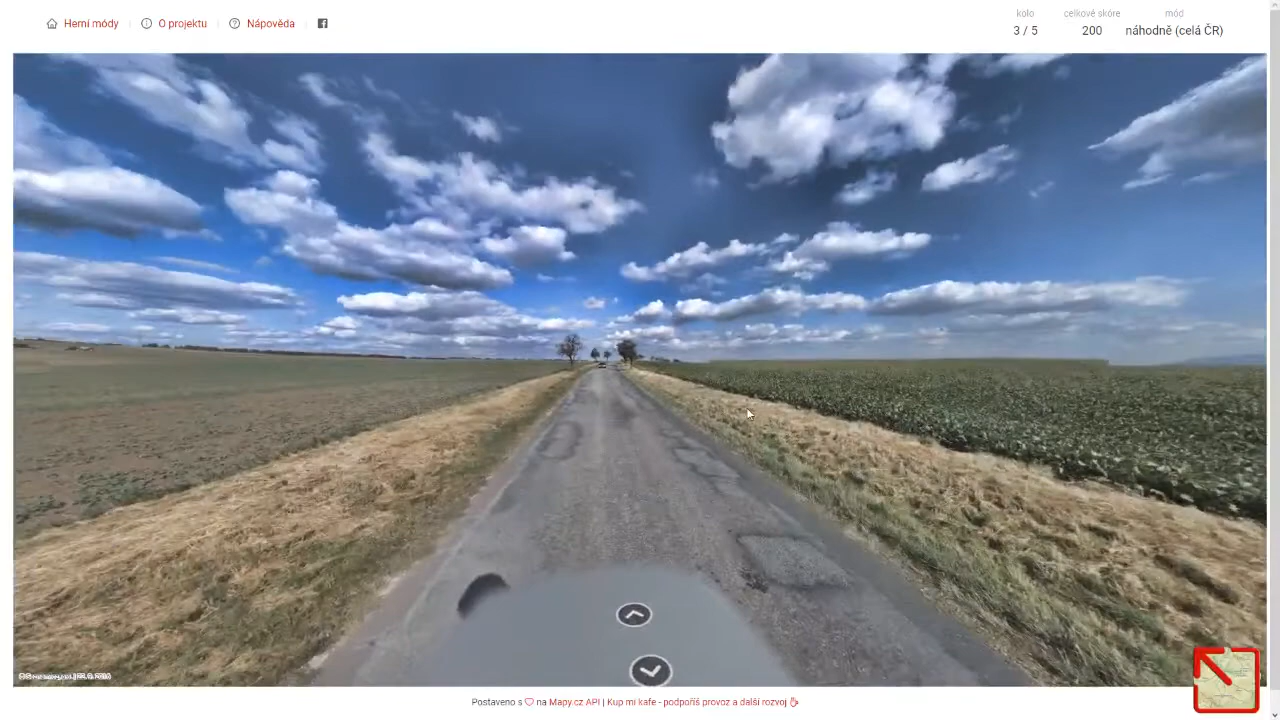 Herní módy
O projektu
Nápověda
kolo
3 / 5
celkové skóre
200
mód
náhodně (celá ČR)
Postaveno s na Mapy.cz API | Kup mi kafe - podpoříš provoz a další rozvoj